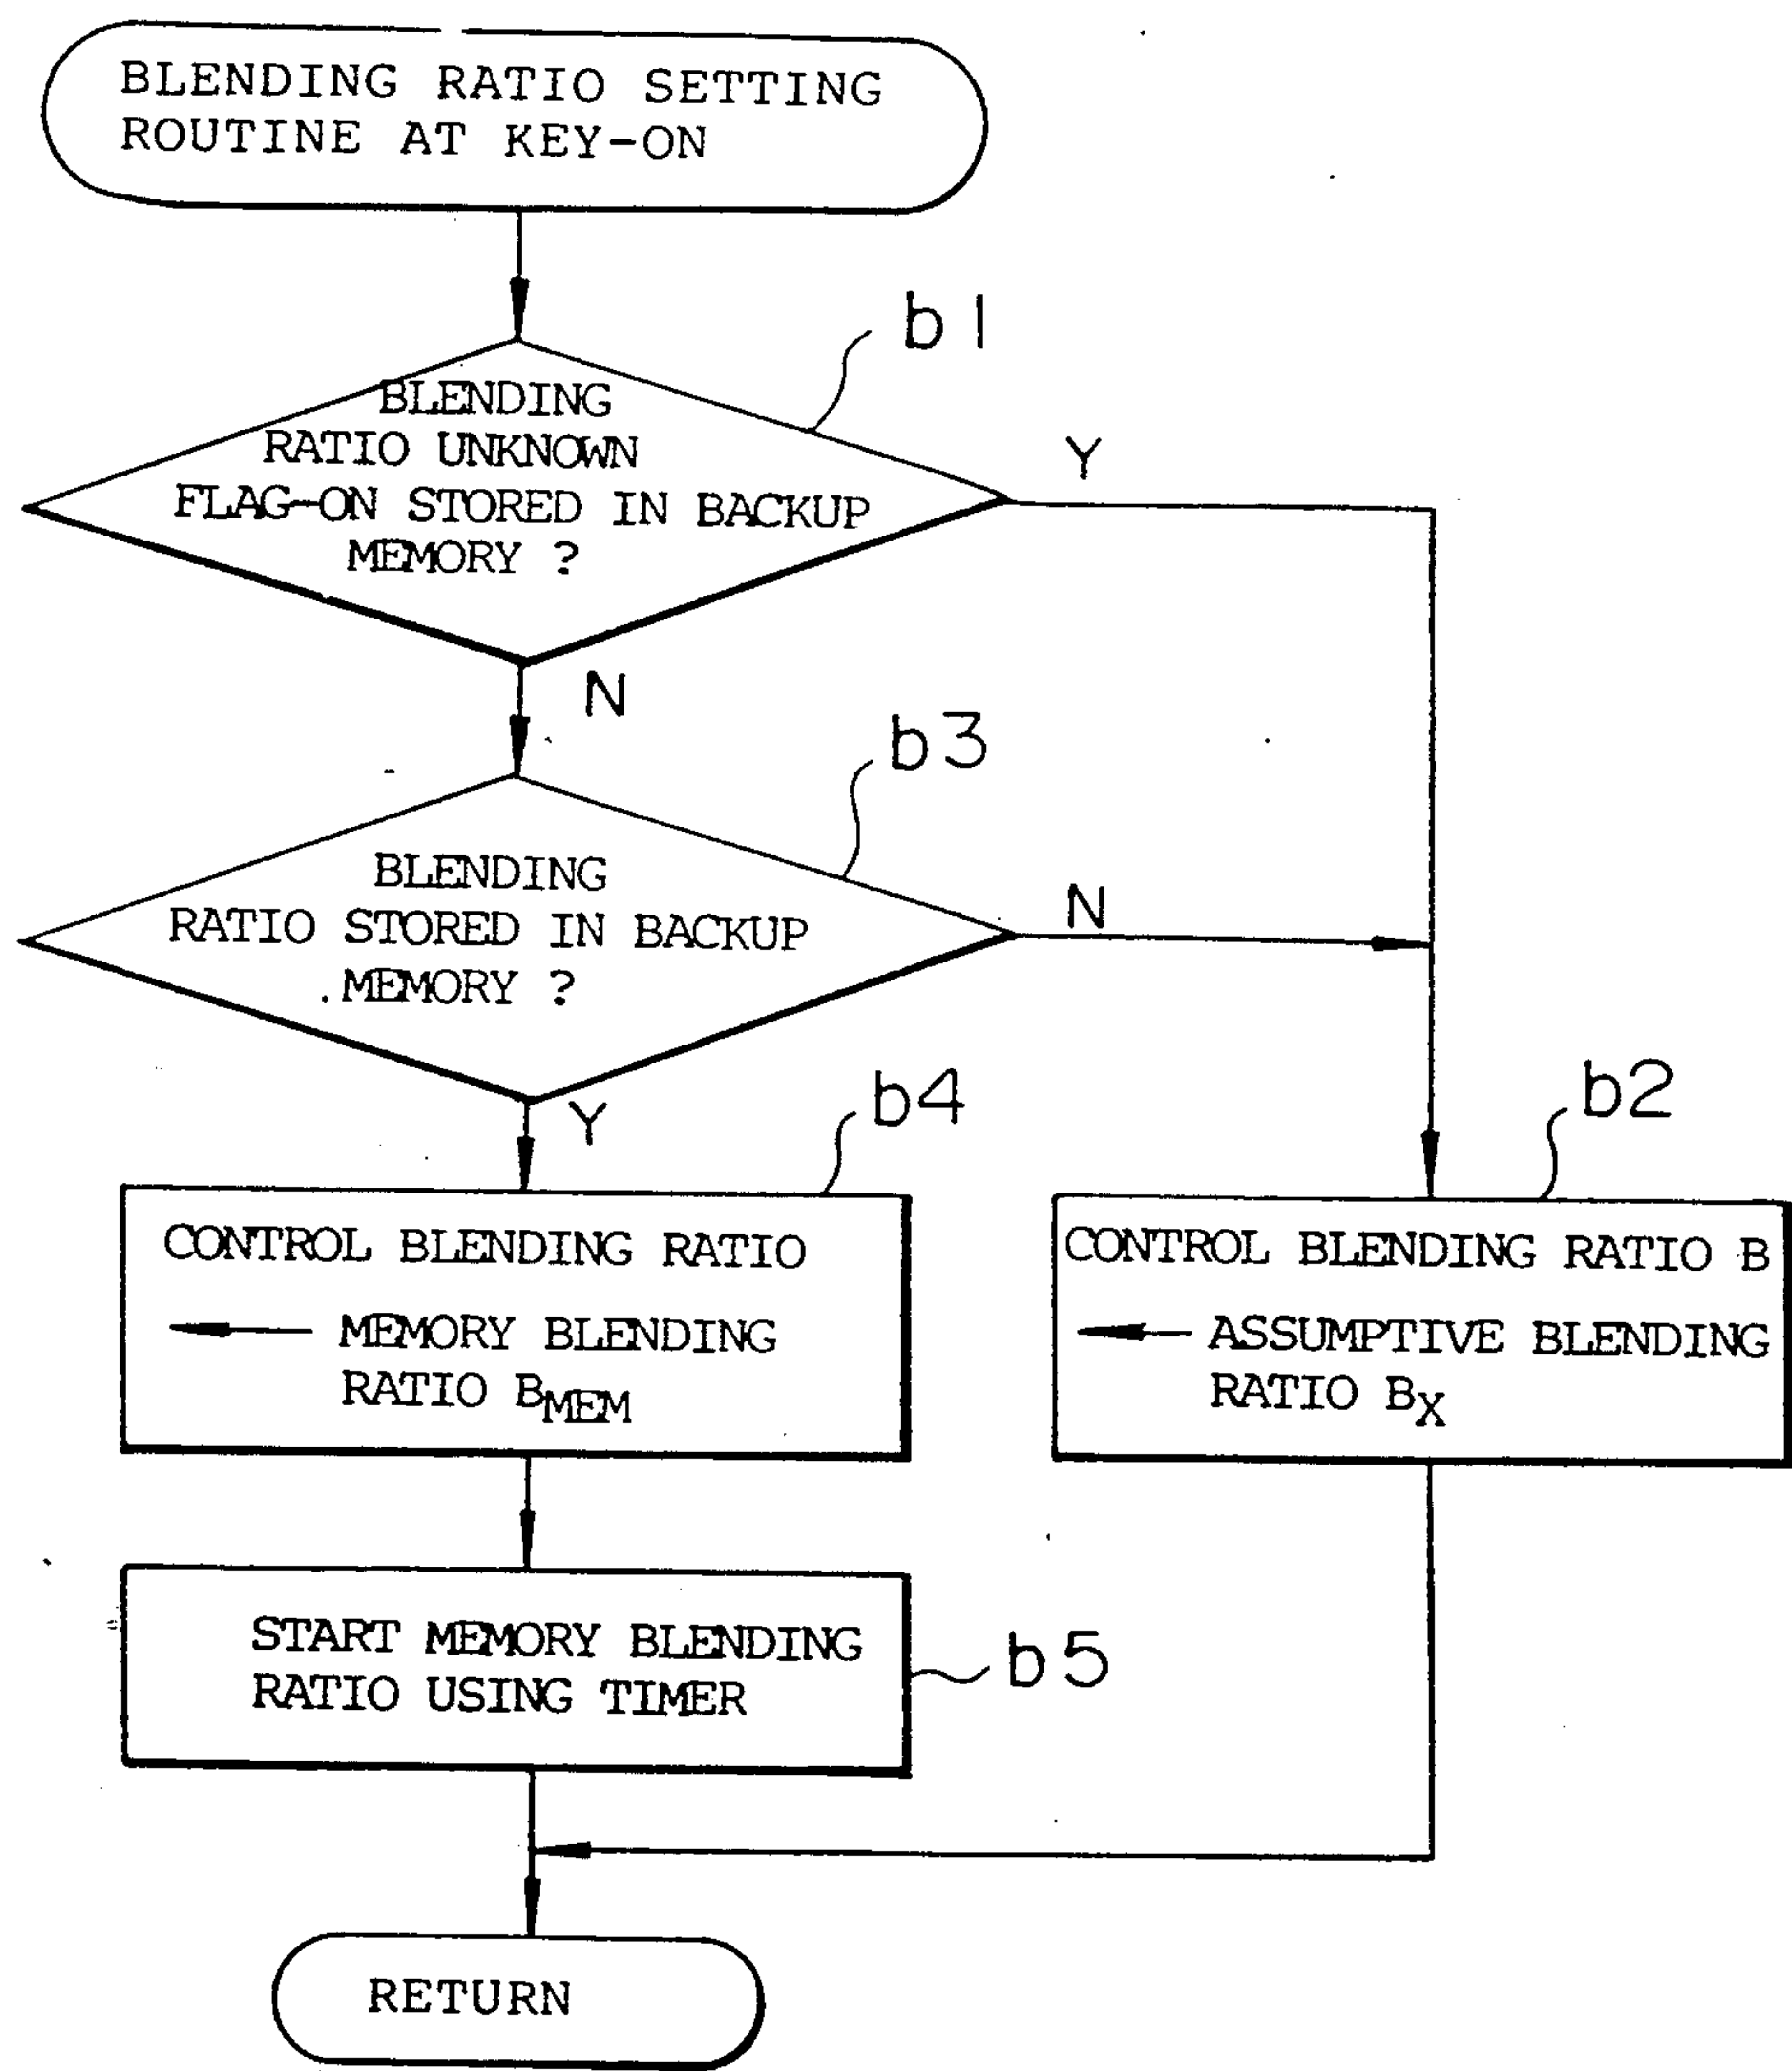 BLENDING RATIO SETTING
ROUTINE AT KEY-ON
b1
BLENDING
RATIO UNKNOWN
FLAG-ON STORED IN BACKUP
MEMORY ?
Y
N
b3
BLENDING
RATIO STORED IN BACKUP
MEMORY ?
N
Y
b4
CONTROL BLENDING RATIO
← MEMORY BLENDING
RATIO BMEM
b2
CONTROL BLENDING RATIO B
← ASSUMPTIVE BLENDING
RATIO BX
START MEMORY BLENDING
RATIO USING TIMER
b5
RETURN